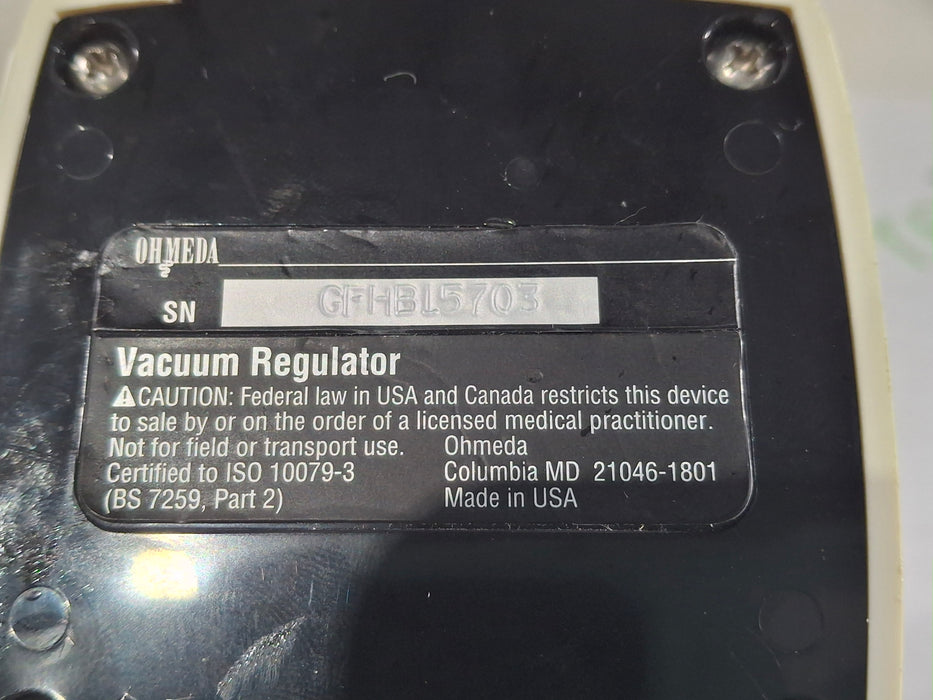 OHMEDA
SN GFHBL5703
Vacuum Regulator
CAUTION: Federal law in USA and Canada restricts this device
to sale by or on the order of a licensed medical practitioner.
Not for field or transport use. Ohmeda
Certified to ISO 10079-3 Columbia MD 21046-1801
(BS 7259, Part 2) Made in USA